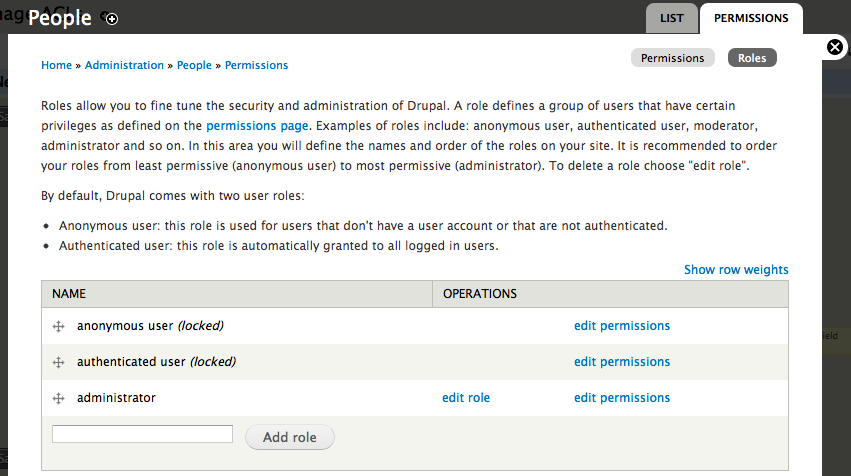 People
LIST
PERMISSIONS
Home » Administration » People » Permissions
Permissions
Roles
Roles allow you to fine tune the security and administration of Drupal. A role defines a group of users that have certain
privileges as defined on the permissions page. Examples of roles include: anonymous user, authenticated user, moderator,
administrator and so on. In this area you will define the names and order of the roles on your site. It is recommended to order
your roles from least permissive (anonymous user) to most permissive (administrator). To delete a role choose "edit role".
By default, Drupal comes with two user roles:
• Anonymous user: this role is used for users that don't have a user account or that are not authenticated.
• Authenticated user: this role is automatically granted to all logged in users.
Show row weights
NAME OPERATIONS
anonymous user (locked) edit permissions
authenticated user (locked) edit permissions
administrator edit role edit permissions
Add role